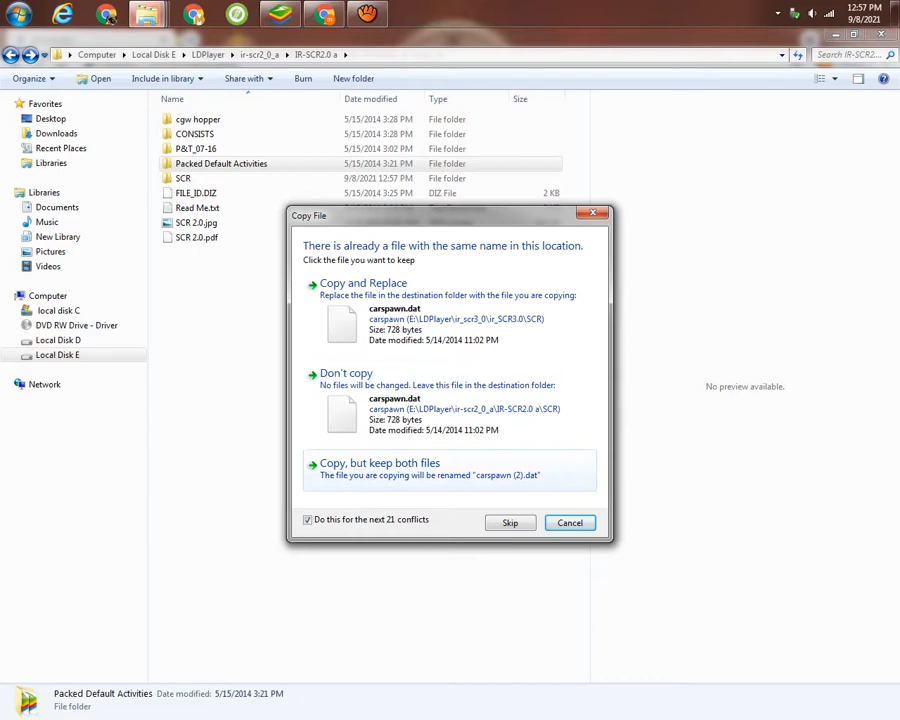 12:57 PM
9/8/2021
Computer Local Disk E LDPlayer ir-scr2_0_a IR-SCR2.0 a
Search IR-SCR2...
Organize Open Include in library Share with Burn New folder
Favorites
Desktop
Downloads
Recent Places
Libraries
Libraries
Documents
Music
New Library
Pictures
Videos
Computer
local disk C
DVD RW Drive - Durrie
Local Disk D
Local Disk E
Network
Name Date modified Type Size
cgw hopper 5/15/2014 3:28 PM File folder
CONSISTS 5/15/2014 3:28 PM File folder
P&T_07-16 5/15/2014 3:02 PM File folder
Packed Default Activities 5/15/2014 3:21 PM File folder
SCR 9/8/2021 12:57 PM File folder
FILE_ID.DIZ 5/15/2014 3:25 PM DIZ File 2 KB
Read Me.txt
SCR 2.0.jpg
SCR 2.0.pdf
Copy File
There is already a file with the same name in this location.
Click the file you want to keep
Copy and Replace
Replace the file in the destination folder with the file you are copying:
carspawn.dat
carspawn (E:\LDPlayer\ir_scr3_0\ir_SCR3.0\SCR)
Size: 728 bytes
Date modified: 5/14/2014 11:02 PM
Don't copy
No files will be changed. Leave this file in the destination folder:
carspawn.dat
carspawn (E:\LDPlayer\ir-scr2_0_a\IR-SCR2.0 a\SCR)
Size: 728 bytes
Date modified: 5/14/2014 11:02 PM
Copy, but keep both files
The file you are copying will be renamed "carspawn (2).dat"
Do this for the next 21 conflicts
Skip Cancel
No preview available.
Packed Default Activities Date modified: 5/15/2014 3:21 PM
File folder